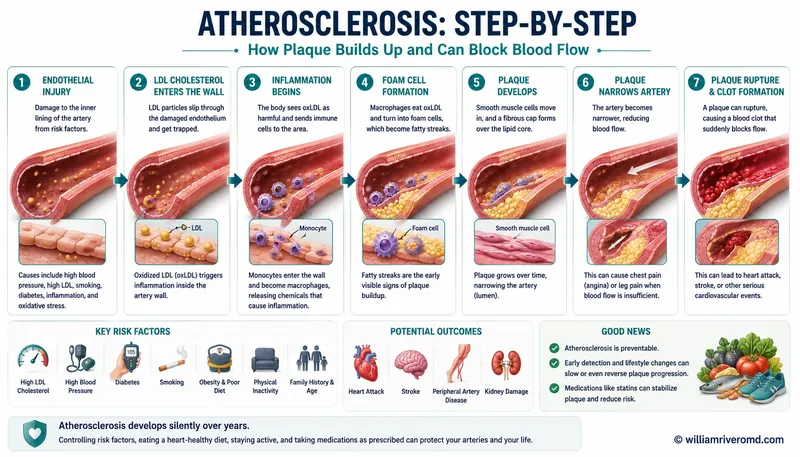 ATHEROSCLEROSIS: STEP-BY-STEP
How Plaque Builds Up and Can Block Blood Flow
1
ENDOTHELIAL
INJURY
Damage to the inner
lining of the artery
from risk factors.
Causes include high blood
pressure, high LDL, smoking,
diabetes, inflammation, and
oxidative stress.
2
LDL CHOLESTEROL
ENTERS THE WALL
LDL particles slip through
the damaged endothelium and
get trapped.
LDL
Oxidized LDL (oxLDL) triggers
inflammation inside the
artery wall.
3
INFLAMMATION
BEGINS
The body sees oxLDL as
harmful and sends immune
cells to the area.
Monocyte
Monocytes enter the wall
and become macrophages,
releasing chemicals that
cause inflammation.
4
FOAM CELL
FORMATION
Macrophages eat oxLDL
and turn into foam cells,
which become fatty streaks.
Foam cell
Fatty streaks are the early
visible signs of plaque
buildup.
5
PLAQUE
DEVELOPS
Smooth muscle cells move
in, and a fibrous cap forms
over the lipid core.
Smooth muscle cell
Plaque grows over time,
narrowing the artery
(lumen).
6
PLAQUE
NARROWS ARTERY
The artery becomes
narrower, reducing
blood flow.
This can cause chest pain
(angina) or leg pain when
blood flow is insufficient.
7
PLAQUE RUPTURE
& CLOT FORMATION
A plaque can rupture,
causing a blood clot that
suddenly blocks flow.
This can lead to heart attack,
stroke, or other serious
cardiovascular events.
KEY RISK FACTORS
High LDL
Cholesterol
High Blood
Pressure
105
Diabetes
Smoking
Obesity & Poor
Diet
Physical
Inactivity
Family History &
Age
POTENTIAL OUTCOMES
Heart Attack
Stroke
Peripheral Artery
Disease
Kidney Damage
GOOD NEWS
Atherosclerosis is preventable.
Early detection and lifestyle changes can
slow or even reverse plaque progression.
Medications like statins can stabilize
plaque and reduce risk.
Atherosclerosis develops silently over years.
Controlling risk factors, eating a heart-healthy diet, staying active, and taking medications as prescribed can protect your arteries and your life.
© williamriveromd.com